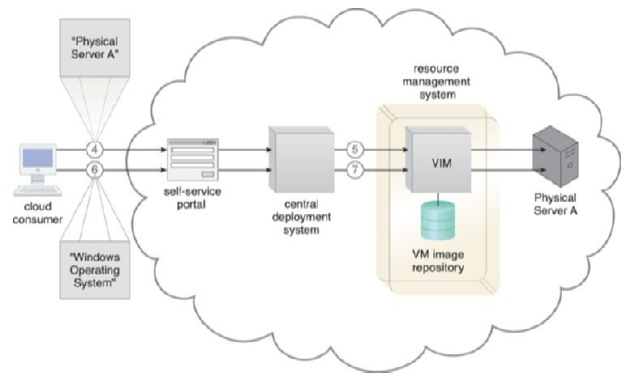 "Physical
Server A"
resource
management
system
4
5
6
7
VIM
cloud
consumer
self-service
portal
central
deployment
system
Physical
Server A
VM image
repository
"Windows
Operating
System"